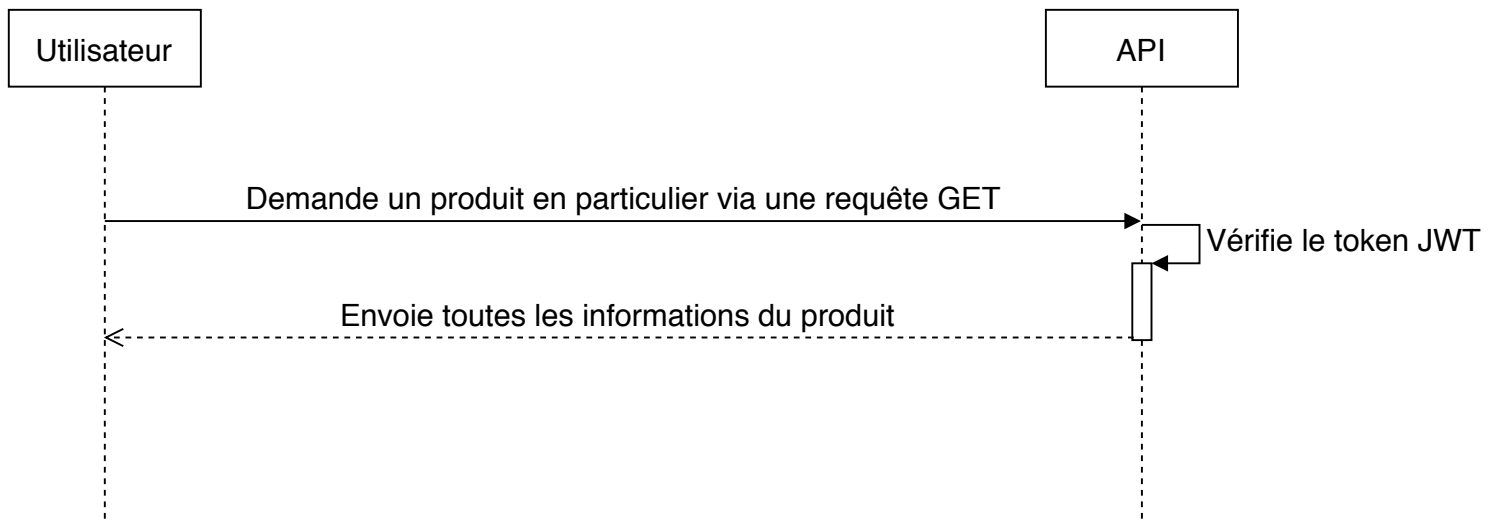 Utilisateur
API
Demande un produit en particulier via une requête GET
Vérifie le token JWT
Envoie toutes les informations du produit